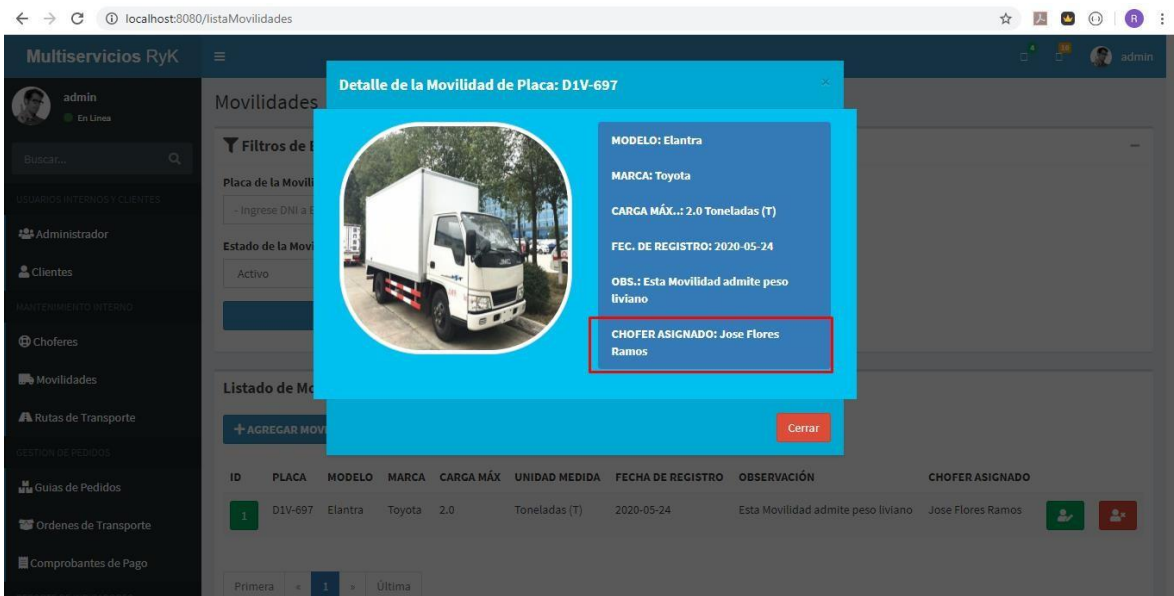 localhost:8080/listaMovilidades
R
Multiservicios RyK
admin
admin
En Linea
Buscar...
USUARIOS INTERNOS Y CLIENTES
Administrador
Clientes
MANTENIMIENTO INTERNO
Choferes
Movilidades
Rutas de Transporte
GESTION DE PEDIDOS
Guias de Pedidos
Ordenes de Transporte
Comprobantes de Pago
Movilidades
Filtros de
Placa de la Movili
- Ingrese DNI a
Estado de la Movi
Activo
Detalle de la Movilidad de Placa: D1V-697
×
MODELO: Elantra
MARCA: Toyota
CARGA MÁX..: 2.0 Toneladas (T)
FEC. DE REGISTRO: 2020-05-24
OBS.: Esta Movilidad admite peso
liviano
CHOFER ASIGNADO: Jose Flores
Ramos
Cerrar
Listado de Mo
+ AGREGAR MOVI
ID PLACA MODELO MARCA CARGA MÁX UNIDAD MEDIDA FECHA DE REGISTRO OBSERVACIÓN CHOFER ASIGNADO
1 D1V-697 Elantra Toyota 2.0 Toneladas (T) 2020-05-24 Esta Movilidad admite peso liviano Jose Flores Ramos
Primera « 1 » Última